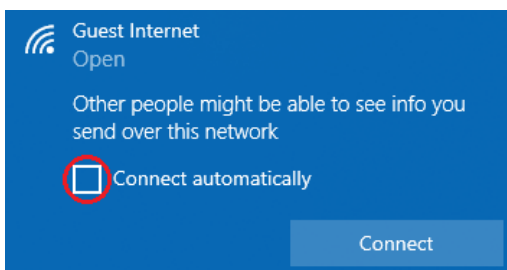 Guest Internet
Open
Other people might be able to see info you
send over this network
Connect automatically
Connect